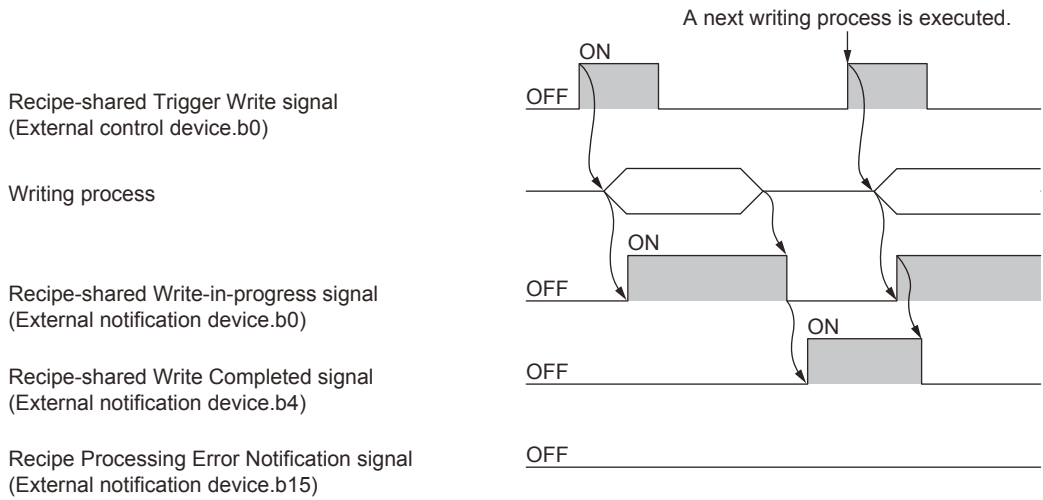 A next writing process is executed.
ON
Recipe-shared Trigger Write signal
(External control device.b0)
OFF
Writing process
ON
Recipe-shared Write-in-progress signal
(External notification device.b0)
OFF
ON
Recipe-shared Write Completed signal
(External notification device.b4)
OFF
Recipe Processing Error Notification signal
(External notification device.b15)
OFF